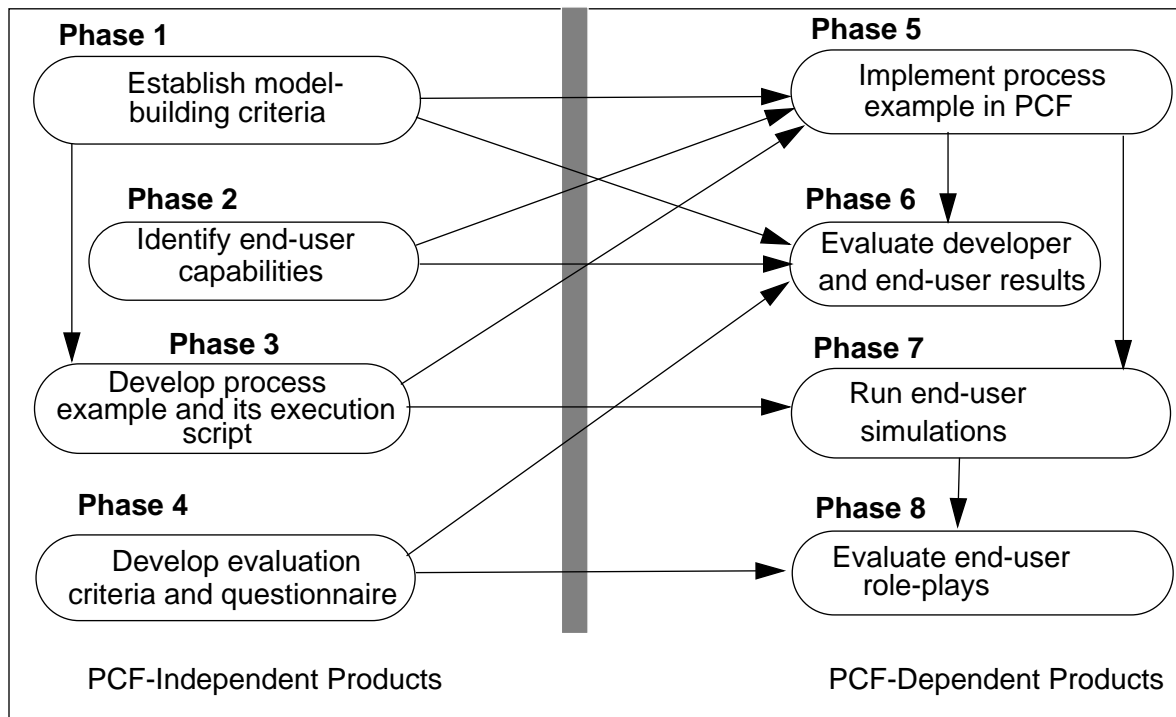 Phase 1
Establish model-
building criteria
Phase 2
Identify end-user
capabilities
Phase 3
Develop process
example and its execution
script
Phase 4
Develop evaluation
criteria and questionnaire
PCF-Independent Products
Phase 5
Implement process
example in PCF
Phase 6
Evaluate developer
and end-user results
Phase 7
Run end-user
simulations
Phase 8
Evaluate end-user
role-plays
PCF-Dependent Products